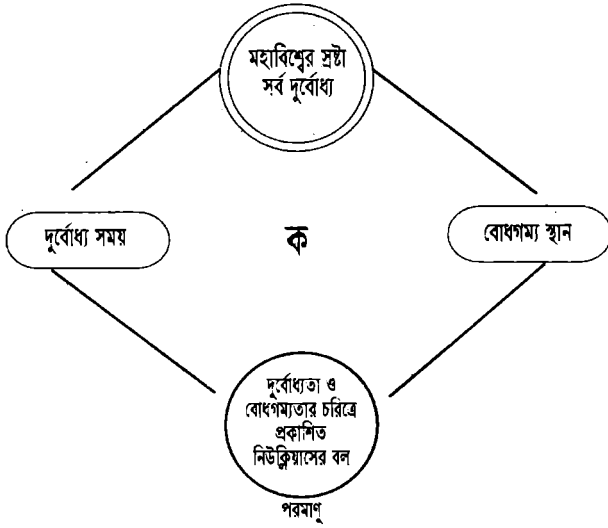 মহাবিশ্বের স্রষ্টা
সর্ব দুর্বোধ্য
দুর্বোধ্য সময়
ক
বোধগম্য স্থান
দুর্বোধ্যতা ও
বোধগম্যতার চরিত্রে
প্রকাশিত
নিউক্লিয়াসের বল
পরমাণু